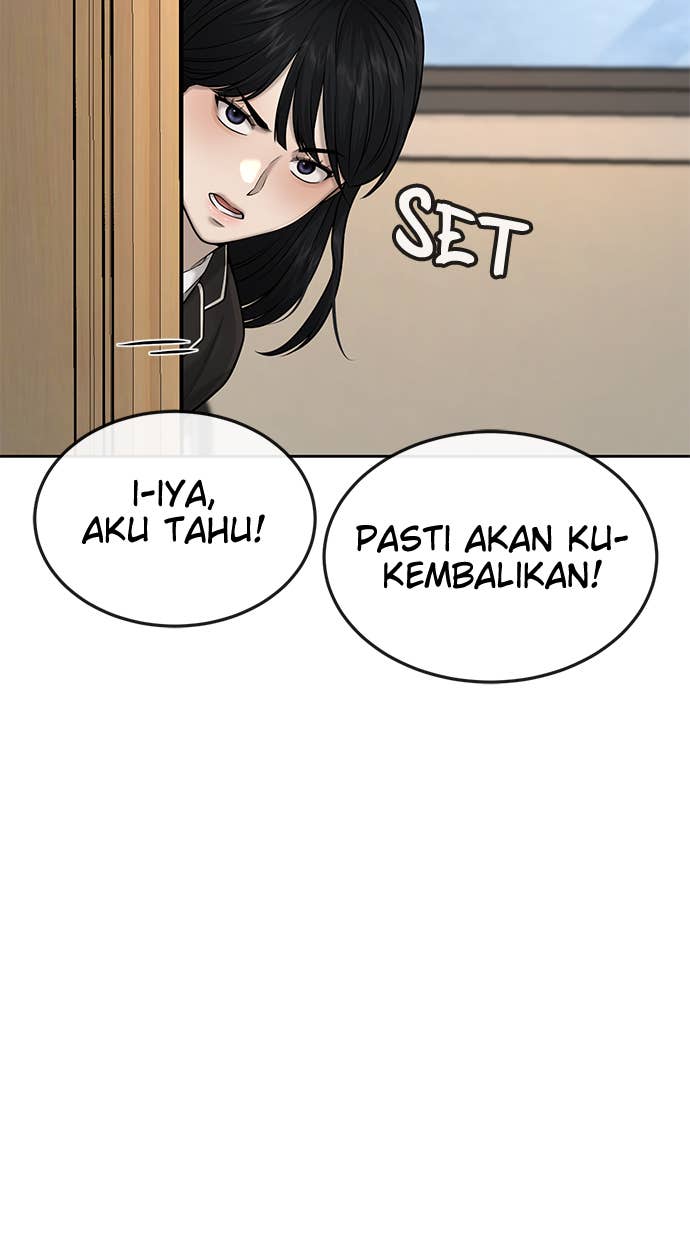 SET
I-IYA,
AKU TAHU!
PASTI AKAN KU-
KEMBALIKAN!